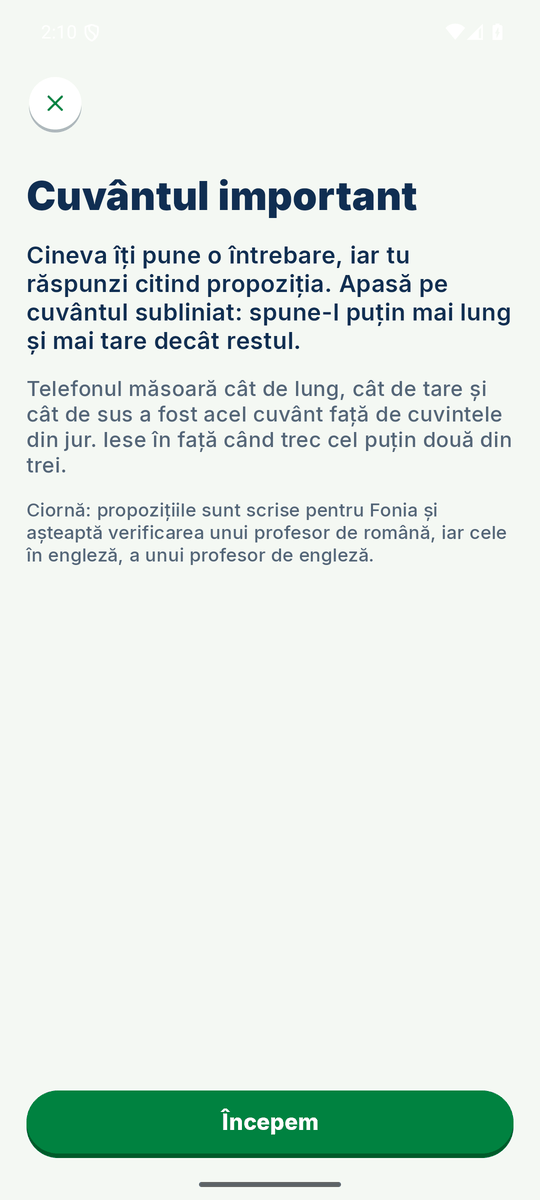 2:10
Cuvântul important
Cineva îți pune o întrebare, iar tu
răspunzi citind propoziția. Apasă pe
cuvântul subliniat: spune-l puțin mai lung
și mai tare decât restul.
Telefonul măsoară cât de lung, cât de tare și
cât de sus a fost acel cuvânt față de cuvintele
din jur. Iese în față când trec cel puțin două din
trei.
Ciornă: propozițiile sunt scrise pentru Fonia și
așteaptă verificarea unui profesor de română, iar cele
în engleză, a unui profesor de engleză.
Începem